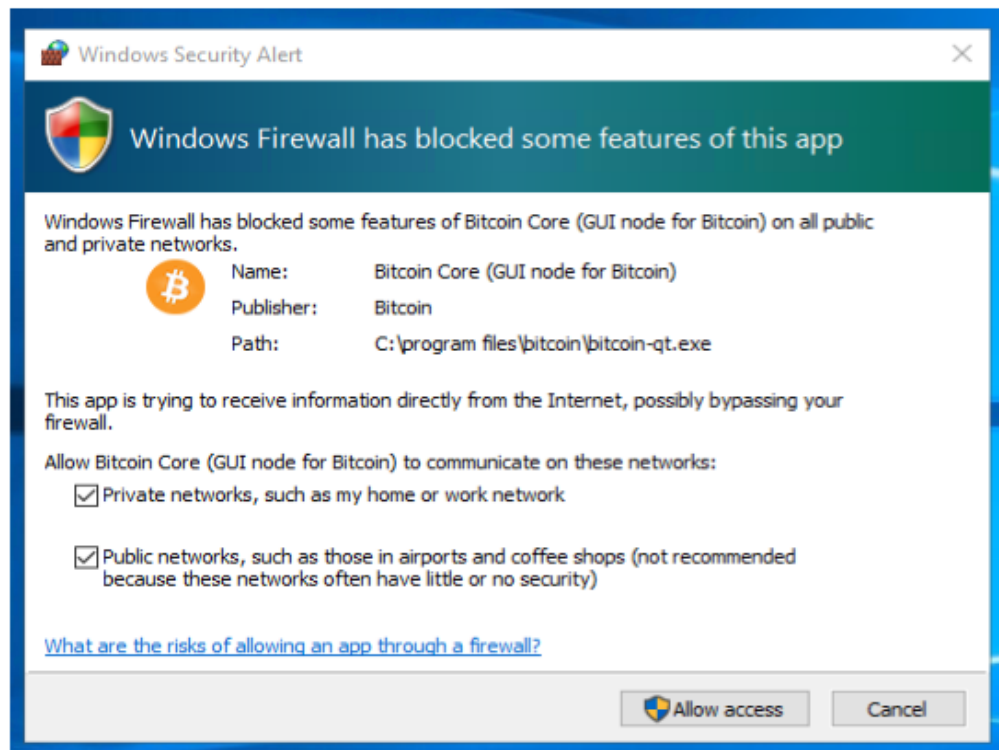 Windows Security Alert
Windows Firewall has blocked some features of this app
Windows Firewall has blocked some features of Bitcoin Core (GUI node for Bitcoin) on all public
and private networks.
Name: Bitcoin Core (GUI node for Bitcoin)
Publisher: Bitcoin
Path: C:\program files\bitcoin\bitcoin-qt.exe
This app is trying to receive information directly from the Internet, possibly bypassing your
firewall.
Allow Bitcoin Core (GUI node for Bitcoin) to communicate on these networks:
Private networks, such as my home or work network
Public networks, such as those in airports and coffee shops (not recommended
because these networks often have little or no security)
What are the risks of allowing an app through a firewall?
Allow access Cancel